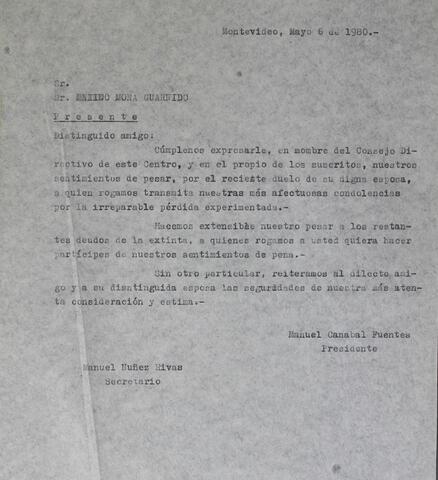 Montevideo, Mayo 6 de 1980.-
Sr.
Dr. MORA GUARNIDO
Presente
Distinguido amigo:
Cúmplenos expresarle, en nombre del Consejo Di-
rectivo de este Centro, y en el propio de los suscritos, nuestros
sentimientos de pesar, por el reciente duelo de su digna esposa,
a quien rogamos transmita nuestras más afectuosas condolencias
por la irreparable pérdida experimentada.-
Hacemos extensible nuestro pesar a los restan-
tes deudos de la extinta, a quienes rogamos a usted quiera hacer
partícipes de nuestros sentimientos de pena.-
Sin otro particular, reiteramos al dilecto ami-
go y a su distinguida esposa las seguridades de nuestra más aten-
ta consideración y estima.-
Manuel Canabal Fuentes
Presidente
Manuel Nuñez Rivas
Secretario